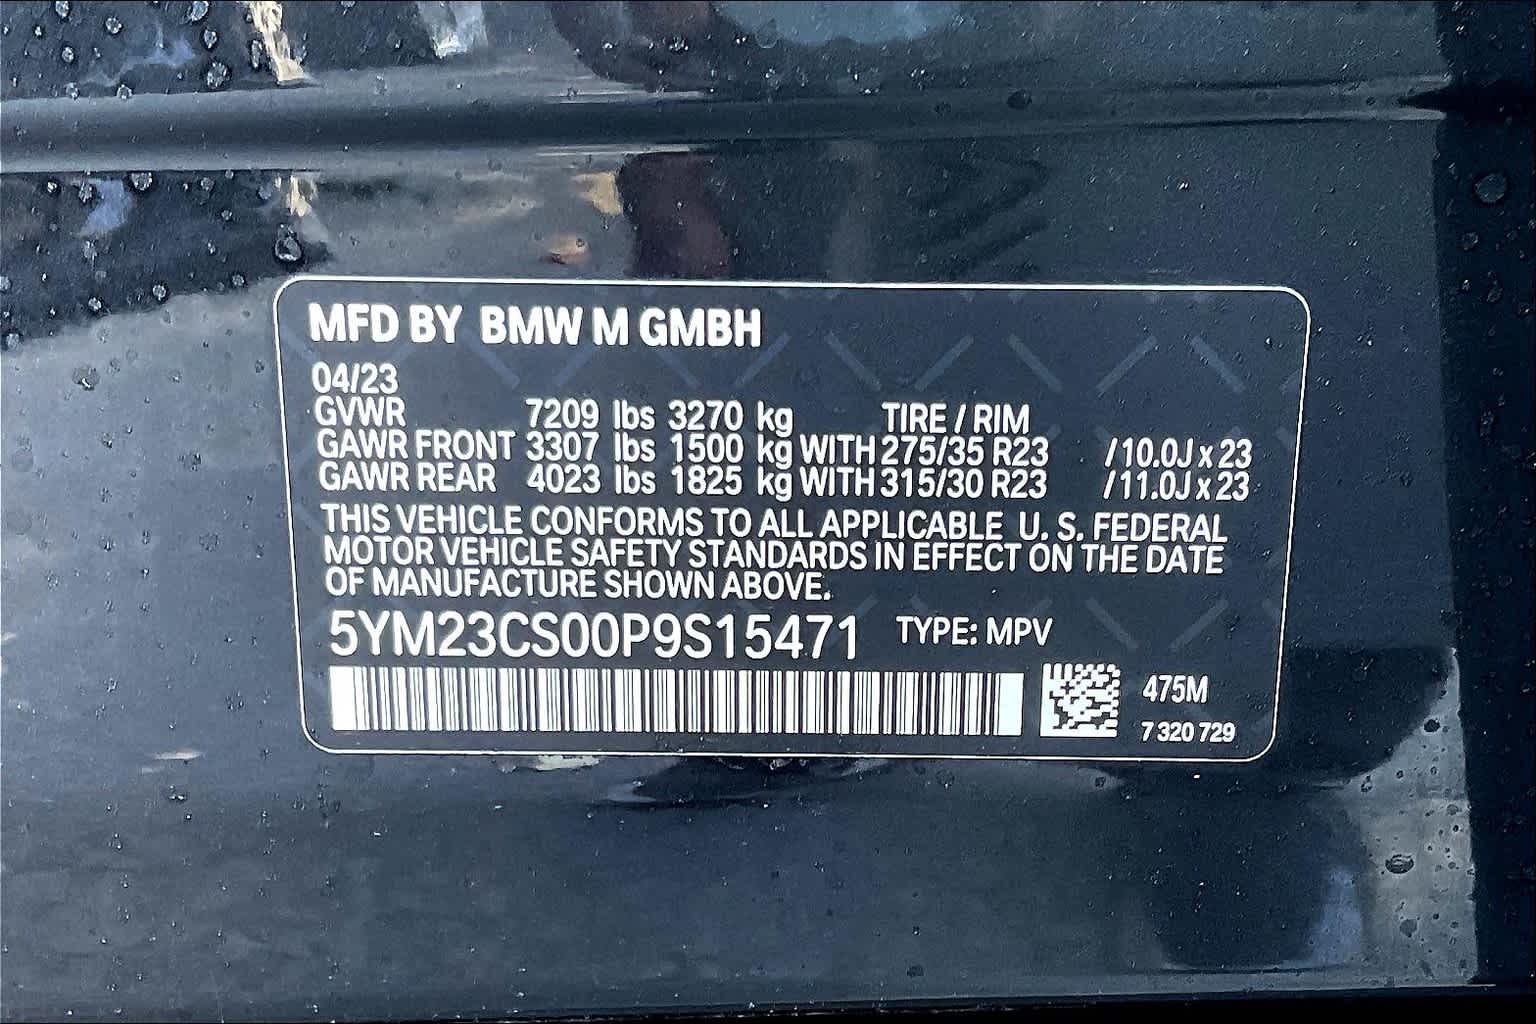 MFD BY BMW M GMBH
04/23
GVWR 7209 lbs 3270 kg TIRE / RIM
GAWR FRONT 3307 lbs 1500 kg WITH 275/35 R23 /10.0J x 23
GAWR REAR 4023 lbs 1825 kg WITH 315/30 R23 /11.0J x 23
THIS VEHICLE CONFORMS TO ALL APPLICABLE U. S. FEDERAL
MOTOR VEHICLE SAFETY STANDARDS IN EFFECT ON THE DATE
OF MANUFACTURE SHOWN ABOVE.
5YM23CS00P9S15471 TYPE: MPV
475M
7 320 729